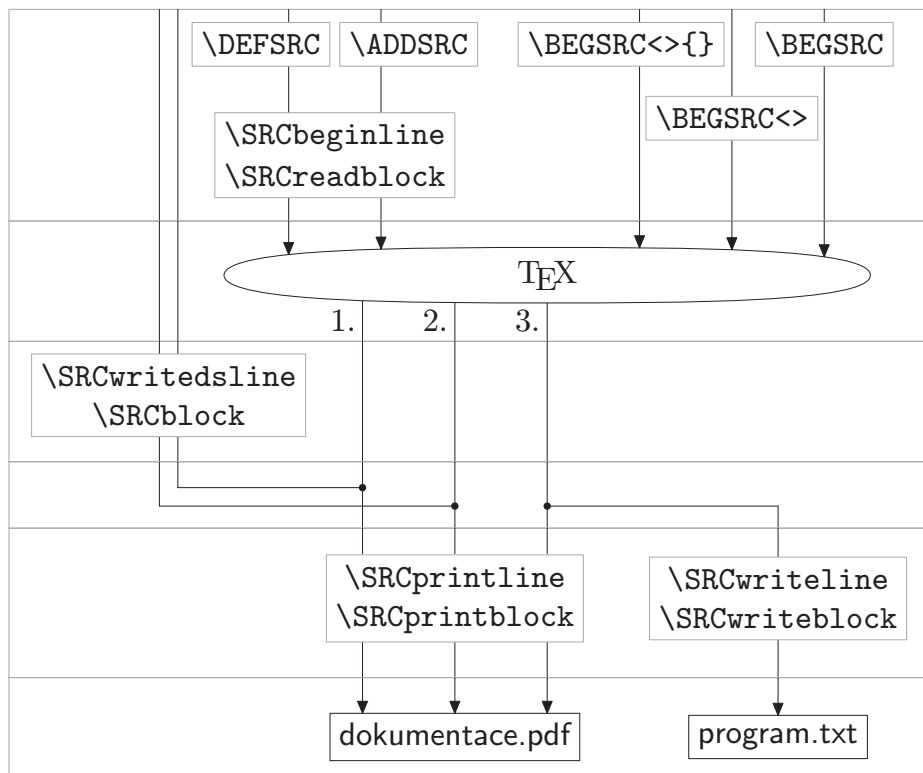 \DEFSRC \ADDSRC \BEGSRC<>{} \BEGSRC
\BEGSRC<>
\SRCbeginline
\SRCreadblock
TEX
1. 2. 3.
\SRCwritedsline
\SRCblock
\SRCprintline
\SRCprintblock
\SRCwriteline
\SRCwriteblock
dokumentace.pdf
program.txt